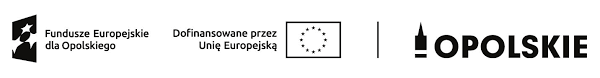 Fundusze Europejskie
dla Opolskiego
Dofinansowane przez
Unię Europejską
OPOLSKIE